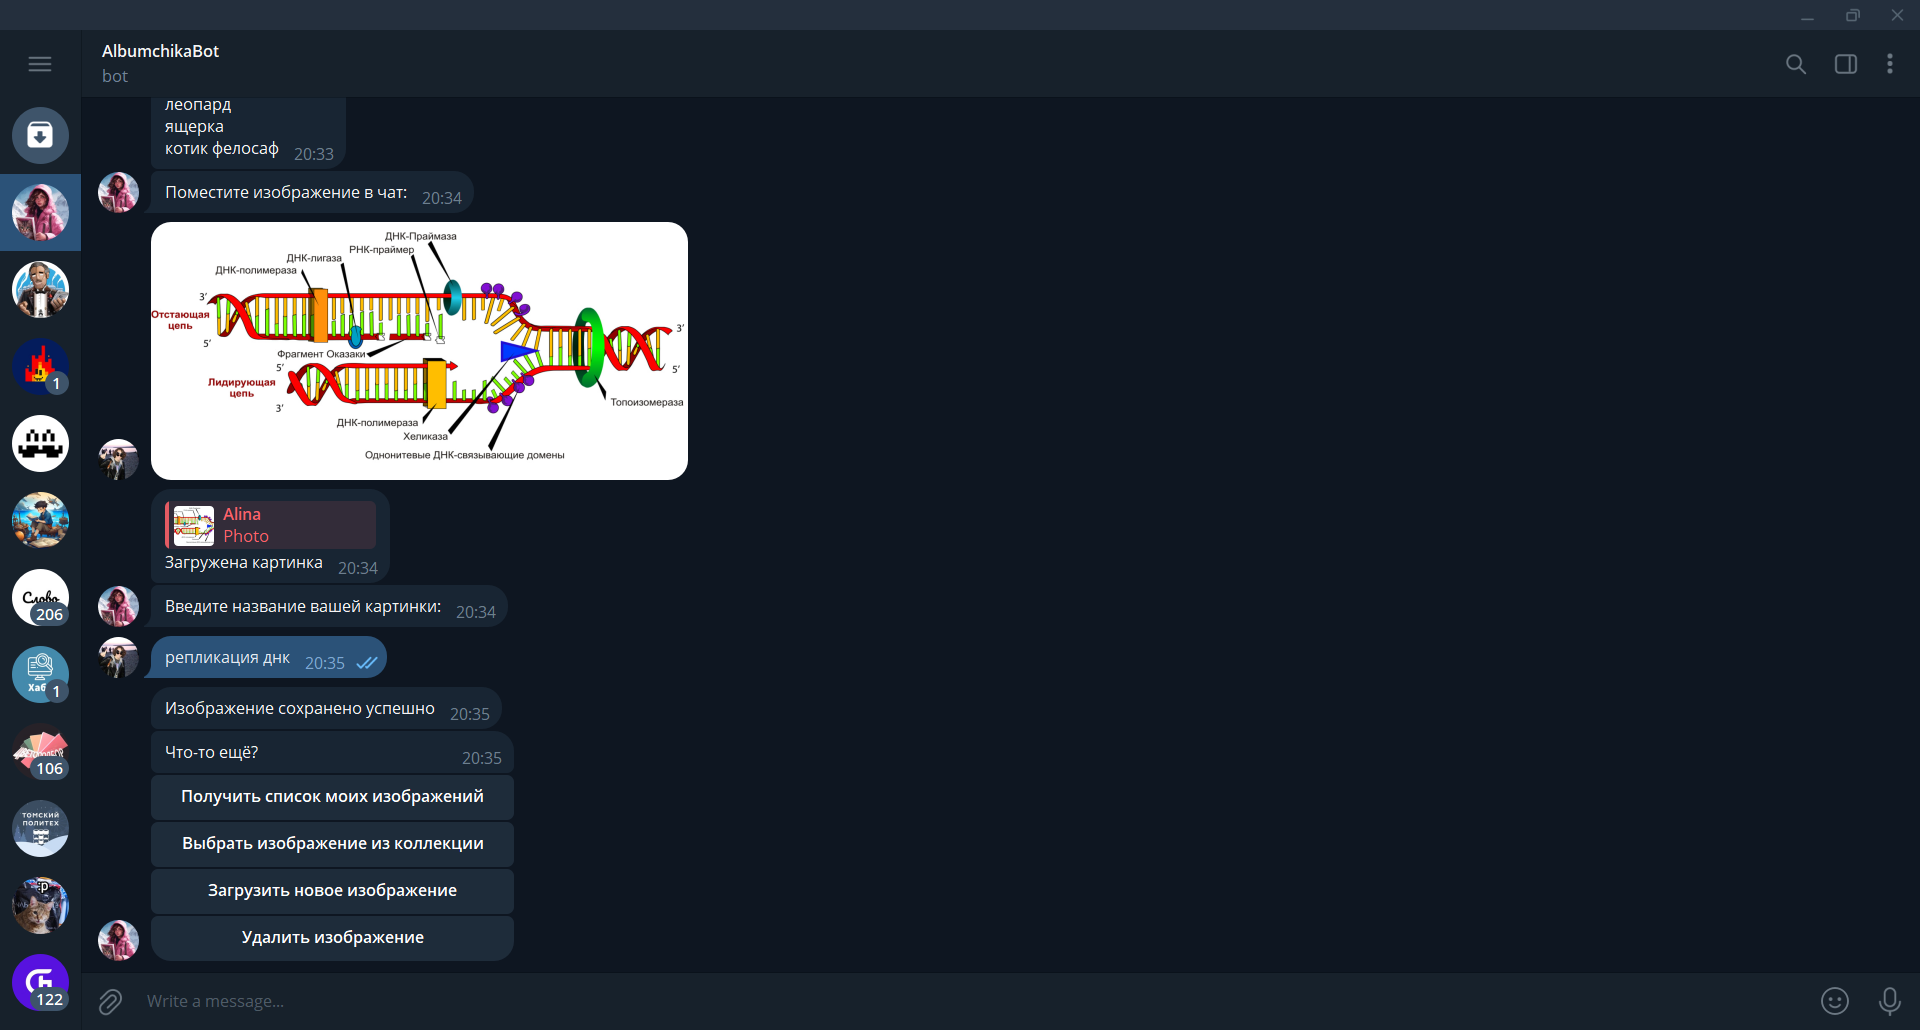 AlbumchikaBot
bot
леопард
ящерка
котик фелосаф 20:33
Поместите изображение в чат: 20:34
ДНК-Праймаза
РНК-праймер
ДНК-лигаза
ДНК-полимераза
3'
Отстающая
цепь
5'
3'
5'
Фрагмент Оказаки
5'
Лидирующая
цепь
3'
Топоизомераза
ДНК-полимераза
Хеликаза
Однонитевые ДНК-связывающие домены
Alina
Photo
Загружена картинка 20:34
Введите название вашей картинки: 20:34
репликация днк 20:35
Изображение сохранено успешно 20:35
Что-то ещё? 20:35
Получить список моих изображений
Выбрать изображение из коллекции
Загрузить новое изображение
Удалить изображение
Write a message...
1
Слово
206
Хаб
1
106
ТОМСКИЙ
ПОЛИТЕХ
:p
122